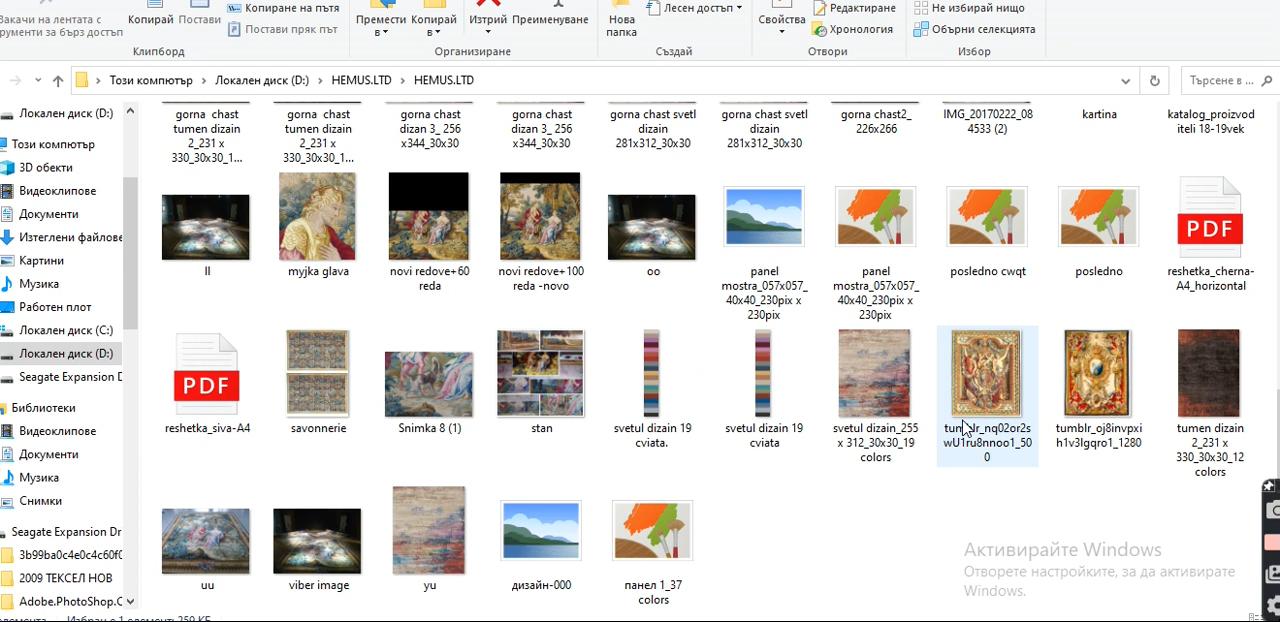 Закачи на лентата с
рументи за бърз достъп
Копирай
Постави
Копиране на пътя
Постави пряк път
Клипборд
Премести
в
Копирай
в
Изтрий
Преименуване
Организиране
Нова
папка
Лесен достъп
Създай
Свойства
Редактиране
Хронология
Отвори
Не избирай нищо
Обърни селекцията
Избор
Този компютър
Локален диск (D:)
HEMUS.LTD
HEMUS.LTD
Търсене в ...
Локален диск (D:)
Този компютър
3D обекти
Видеоклипове
Документи
Изтеглени файлове
Картини
Музика
Работен плот
Локален диск (C:)
Локален диск (D:)
Seagate Expansion D
Библиотеки
Видеоклипове
Документи
Музика
Снимки
Seagate Expansion Dr
3b99ba0c4e0c4c60f0
2009 ТЕКСЕЛ НОВ
Adobe.PhotoShop.C
gorna chast
tumen dizain
2_231 x
330_30x30_1...
gorna chast
tumen dizain
2_231 x
330_30x30_1...
gorna chast
dizan 3_ 256
x344_30x30
gorna chast
dizan 3_ 256
x344_30x30
gorna chast svetl
dizain
281x312_30x30
gorna chast svetl
dizain
281x312_30x30
gorna chast2_
226x266
IMG_20170222_08
4533 (2)
kartina
katalog_proizvod
iteli 18-19vek
ll
myjka glava
novi redove+60
reda
novi redove+100
reda -novo
oo
panel
mostra_057x057_
40x40_230pix x
230pix
panel
mostra_057x057_
40x40_230pix x
230pix
posledno cwqt
posledno
PDF
reshetka_cherna-
A4_horizontal
PDF
reshetka_siva-A4
savonnerie
Snimka 8 (1)
stan
svetul dizain 19
cviata.
svetul dizain 19
cviata
svetul dizain_255
x 312_30x30_19
colors
tumblr_nq02or2s
wU1ru8nnoo1_50
0
tumblr_oj8invpxi
h1v3lgqro1_1280
tumen dizain
2_231 x
330_30x30_12
colors
uu
viber image
yu
дизайн-000
панел 1_37
colors
Активирайте Windows
Отворете настройките, за да активирате
Windows.